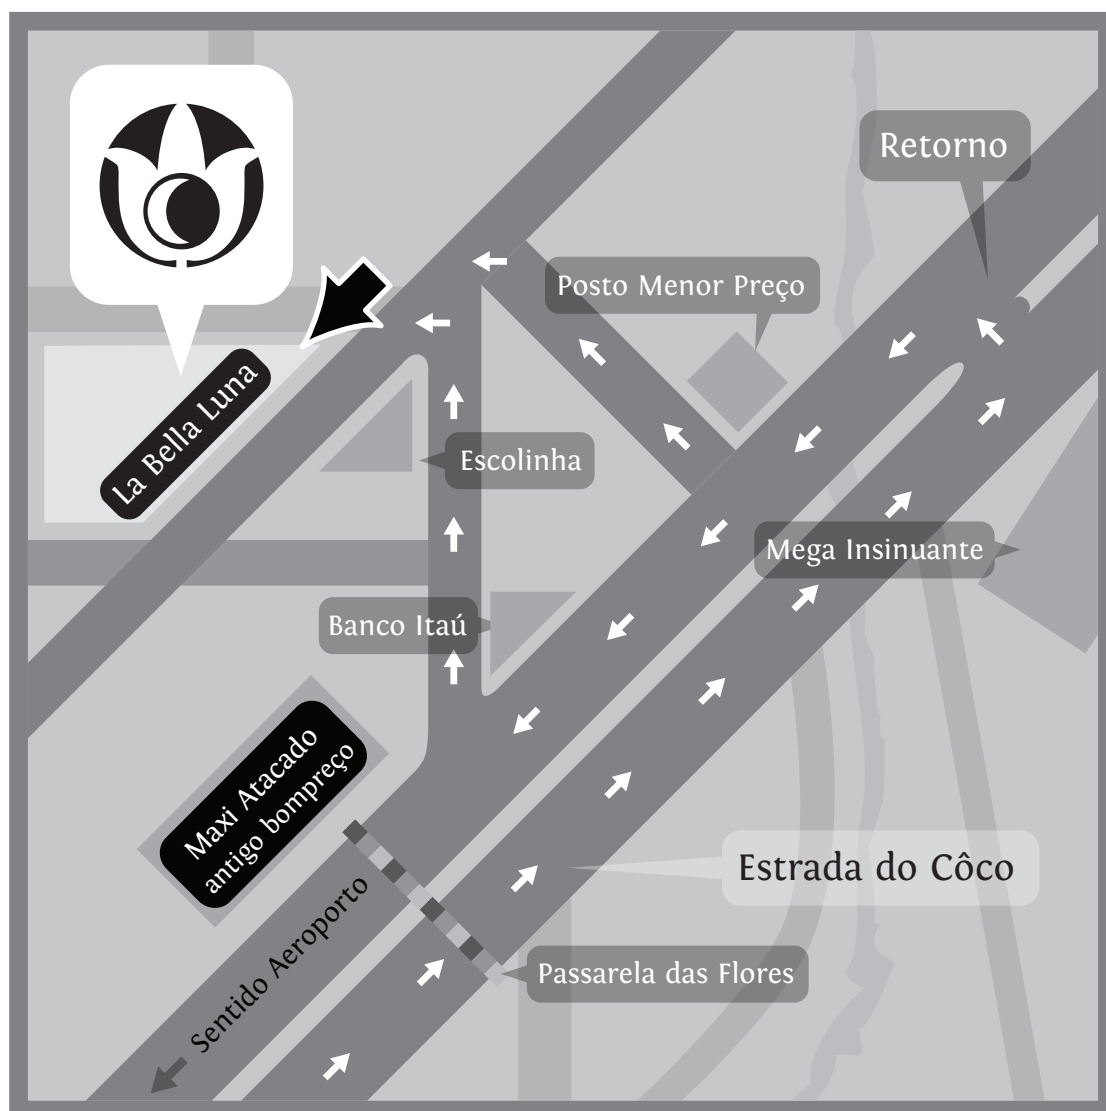 Retorno
Posto Menor Preço
La Bella Luna
Escolinha
Mega Insinuante
Banco Itaú
Maxi Atacado
antigo bompreço
Estrada do Côco
Sentido Aeroporto
Passarela das Flores